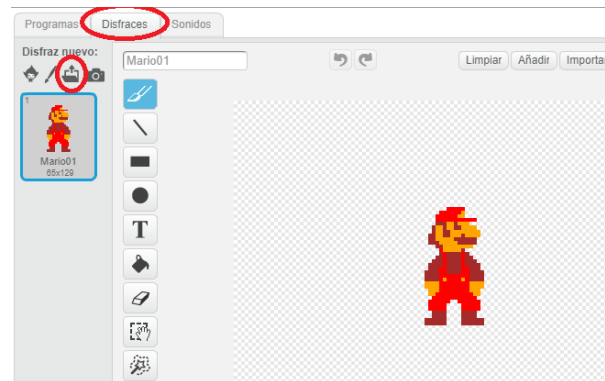 Programas Disfraces Sonidos
Disfraz nuevo:
Mario01 Limpiar Añadir Importar
1
Mario01
65x129
T